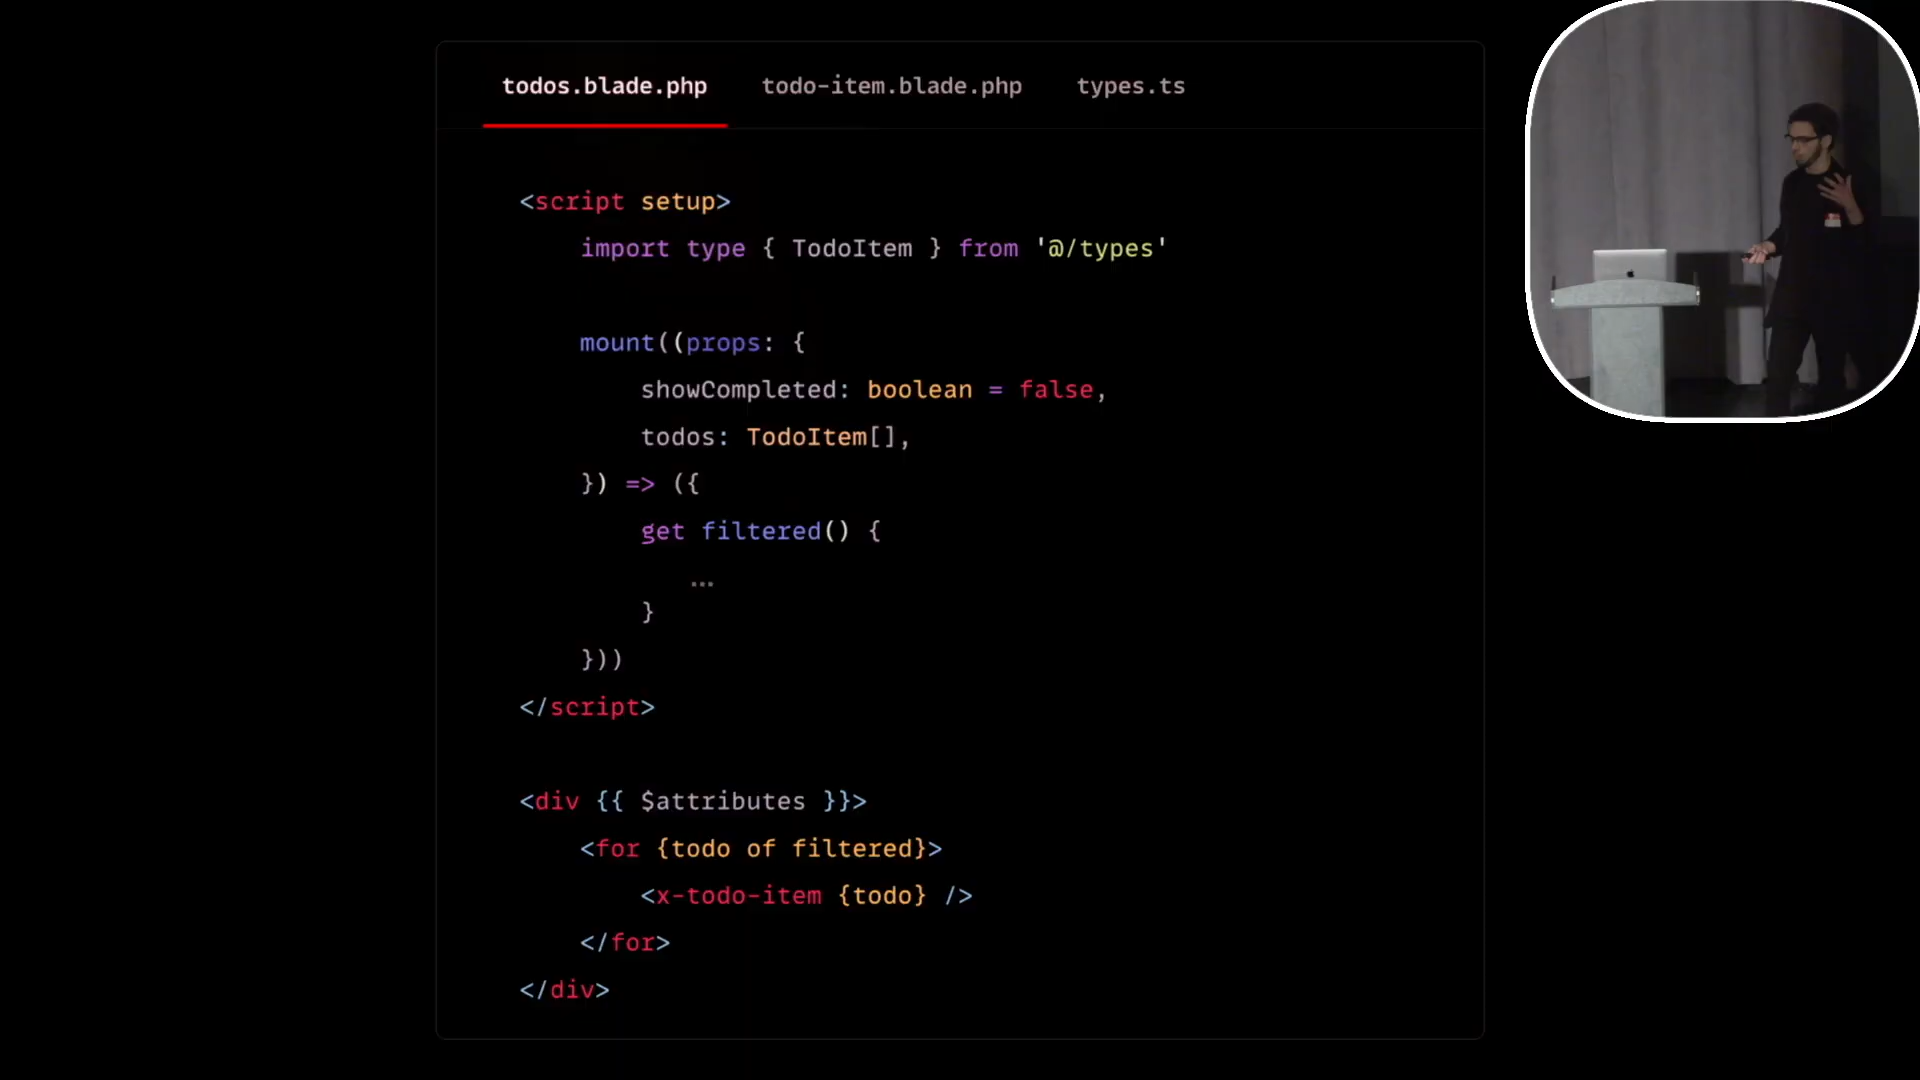 todos.blade.php todo-item.blade.php types.ts
<script setup>
import type { TodoItem } from '@/types'
mount((props: {
showCompleted: boolean = false,
todos: TodoItem[],
}) => ({
get filtered() {
...
}
}))
</script>
<div {{ $attributes }}>
<for {todo of filtered}>
<x-todo-item {todo} />
</for>
</div>